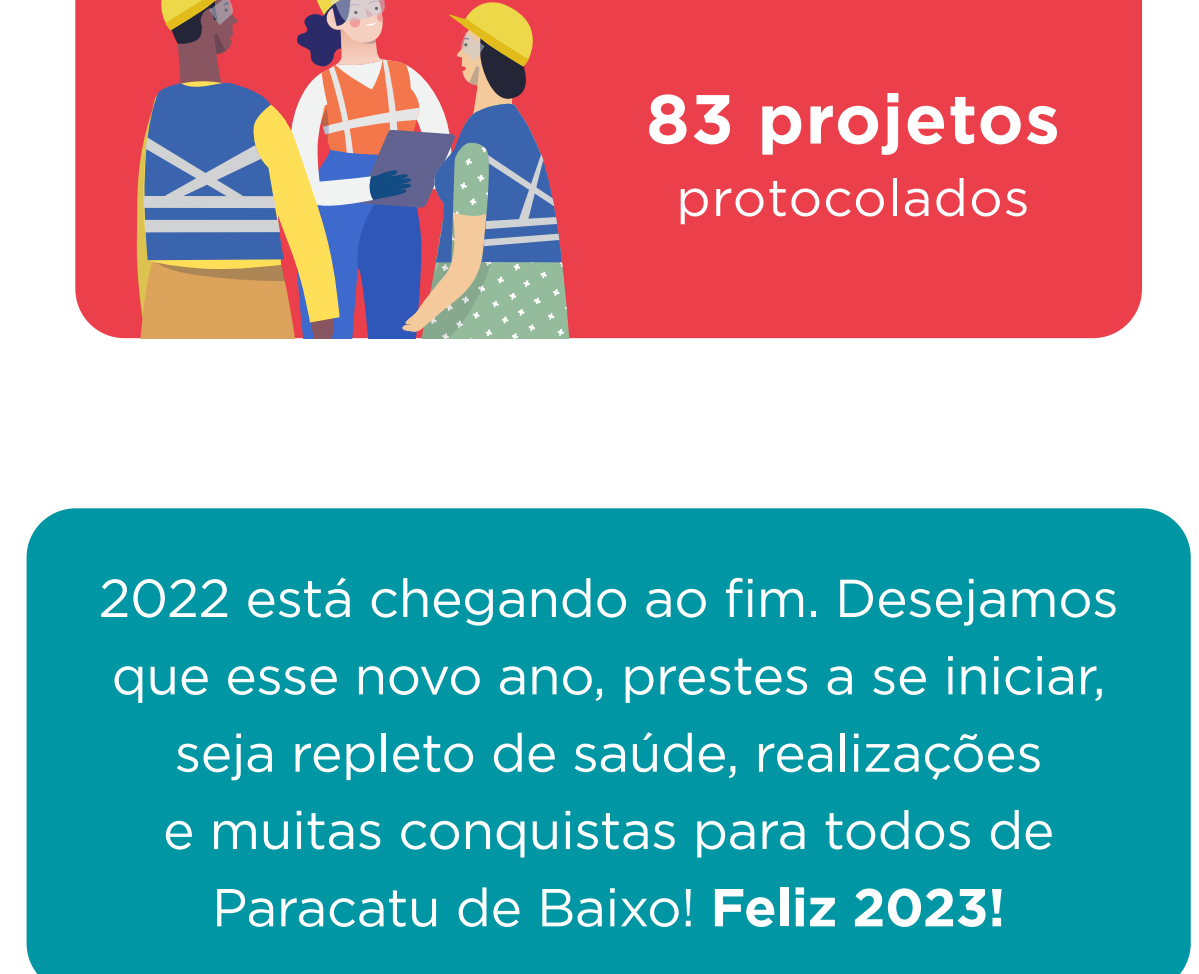 83 projetos
protocolados
2022 está chegando ao fim. Desejamos
que esse novo ano, prestes a se iniciar,
seja repleto de saúde, realizações
e muitas conquistas para todos de
Paracatu de Baixo! Feliz 2023!